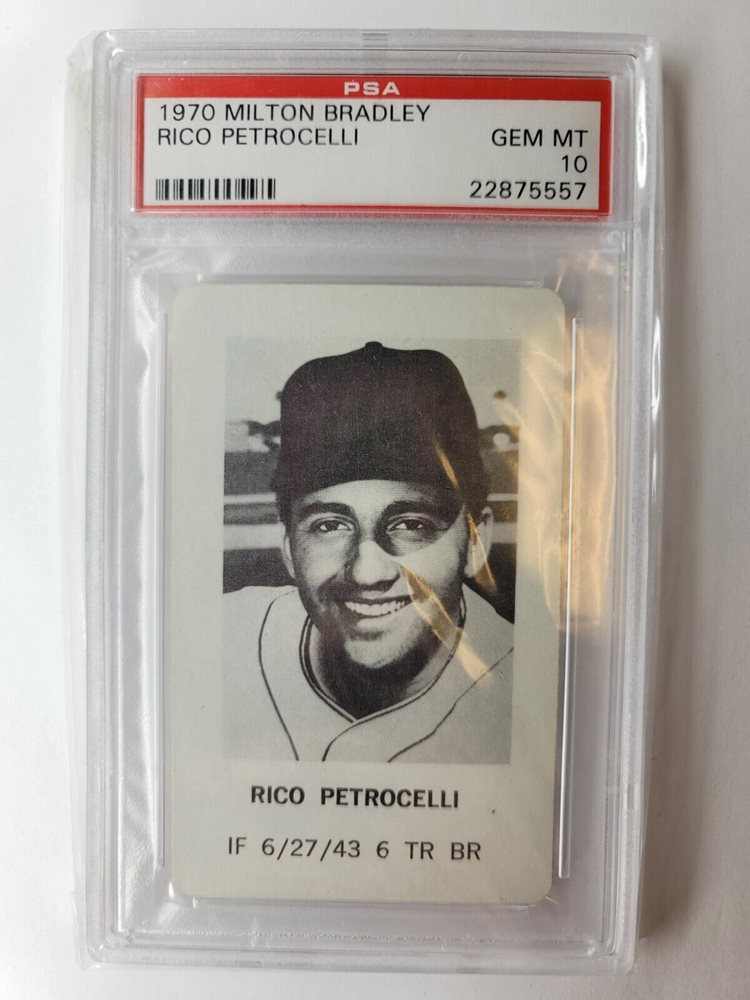 PSA
1970 MILTON BRADLEY
RICO PETROCELLI GEM MT
10
22875557
RICO PETROCELLI
IF 6/27/43 6 TR BR